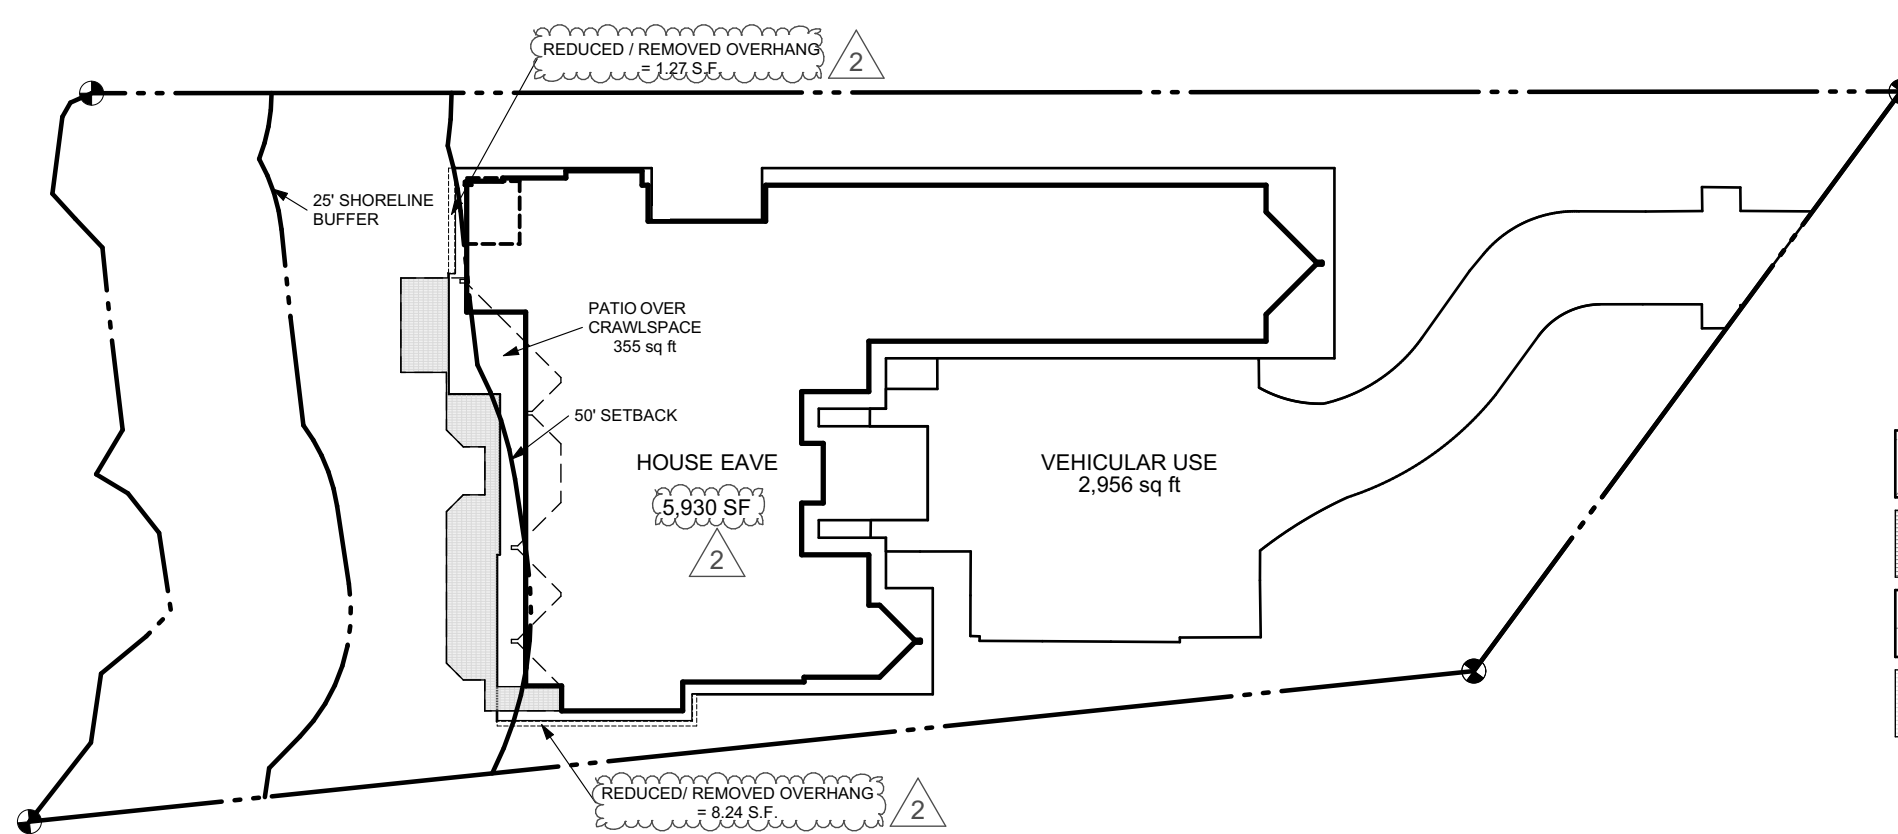 REDUCED / REMOVED OVERHANG
= 1.27 S.F.
2
25' SHORELINE
BUFFER
PATIO OVER
CRAWLSPACE
355 sq ft
50' SETBACK
HOUSE EAVE
5,930 SF
2
VEHICULAR USE
2,956 sq ft
REDUCED/ REMOVED OVERHANG
= 8.24 S.F.
2